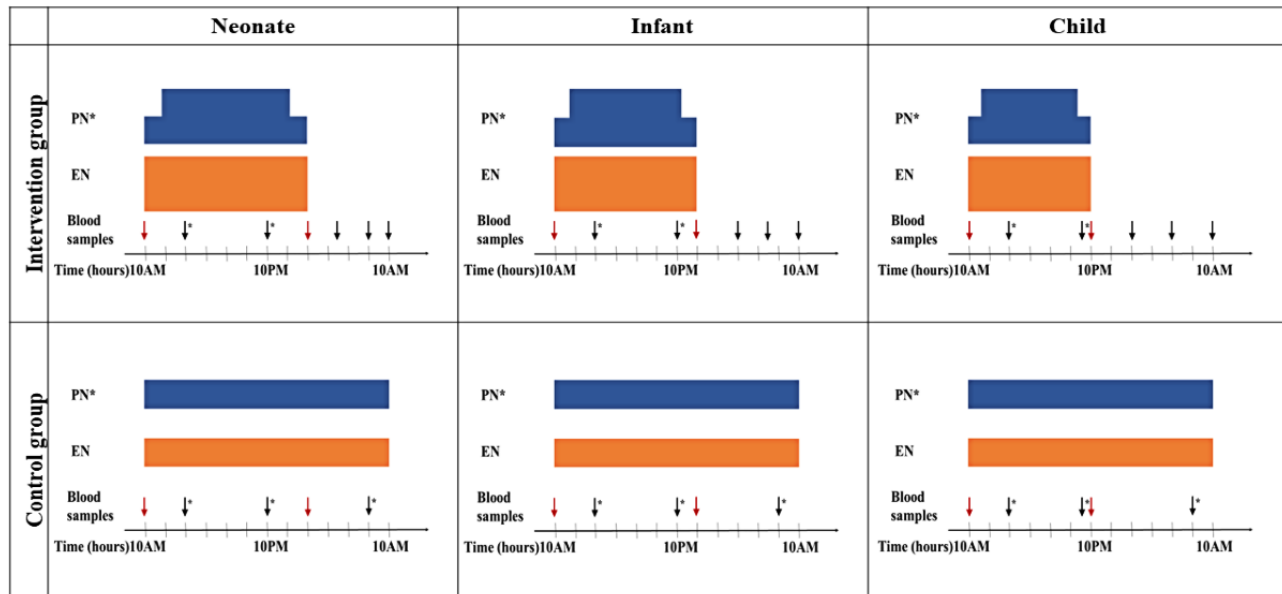 Neonate Infant Child
Intervention group
PN*
EN
Blood
samples
* *
Time (hours) 10AM 10PM 10AM
PN*
EN
Blood
samples
* *
Time (hours) 10AM 10PM 10AM
PN*
EN
Blood
samples
* *
Time (hours) 10AM 10PM 10AM
Control group
PN*
EN
Blood
samples
* * *
Time (hours) 10AM 10PM 10AM
PN*
EN
Blood
samples
* * *
Time (hours) 10AM 10PM 10AM
PN*
EN
Blood
samples
* * *
Time (hours) 10AM 10PM 10AM